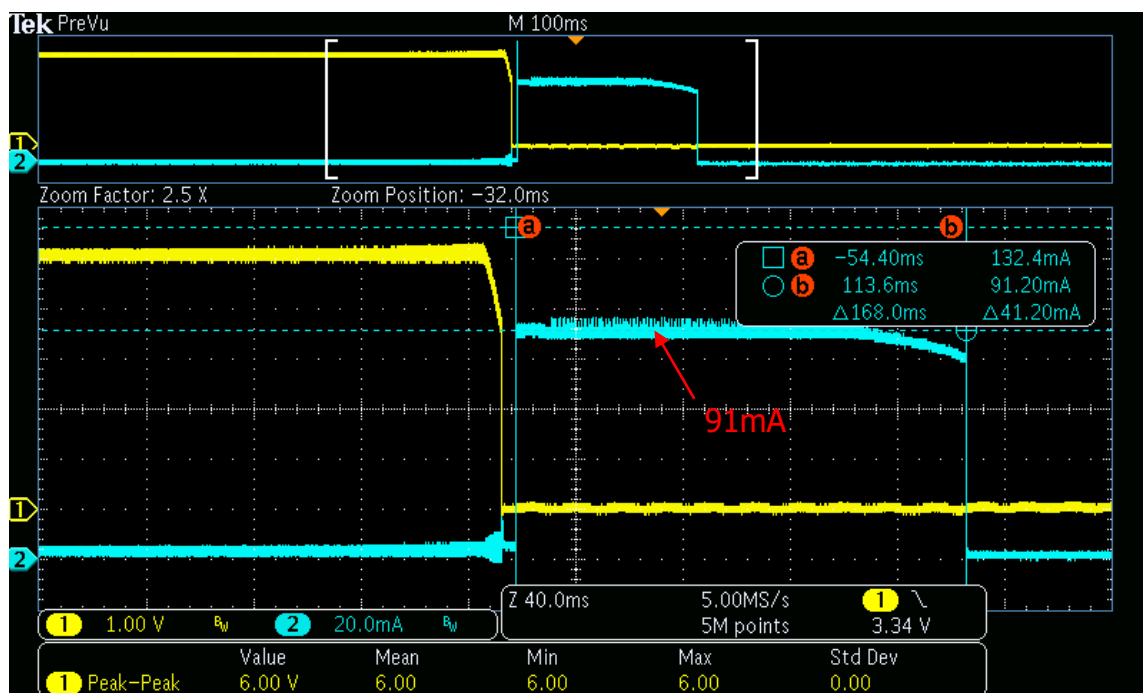 Tek PreVu M 100ms
1
2
Zoom Factor: 2.5 X Zoom Position: -32.0ms
a b
a -54.40ms 132.4mA
b 113.6ms 91.20mA
Δ168.0ms Δ41.20mA
91mA
1
2
Z 40.0ms 5.00MS/s 1
5M points 3.34 V
1 1.00 V BW 2 20.0mA BW
Value Mean Min Max Std Dev
1 Peak-Peak 6.00 V 6.00 6.00 6.00 0.00